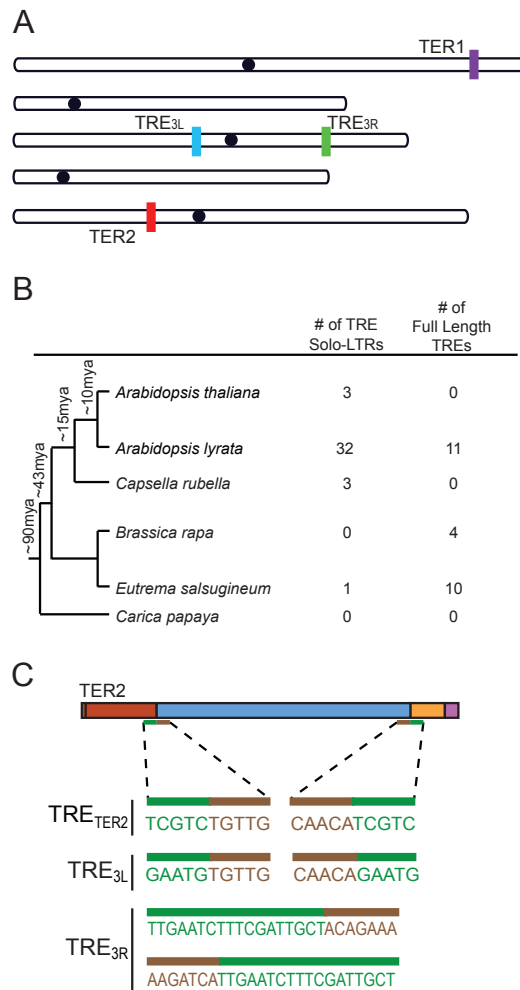 A
TER1
TRE3L TRE3R
TER2
B
# of TRE Solo-LTRs
# of Full Length TREs
~90mya ~43mya ~15mya ~10mya
Arabidopsis thaliana 3 0
Arabidopsis lyrata 32 11
Capsella rubella 3 0
Brassica rapa 0 4
Eutrema salsugineum 1 10
Carica papaya 0 0
C
TER2
TRETER2 TCGTCTGTTG CAACATCGTC
TRE3L GAATGTGTTG CAACAGAATG
TRE3R
TTGAATCTTTCGATTGCTACAGAAA
AAGATCATTGAATCTTTCGATTGCT